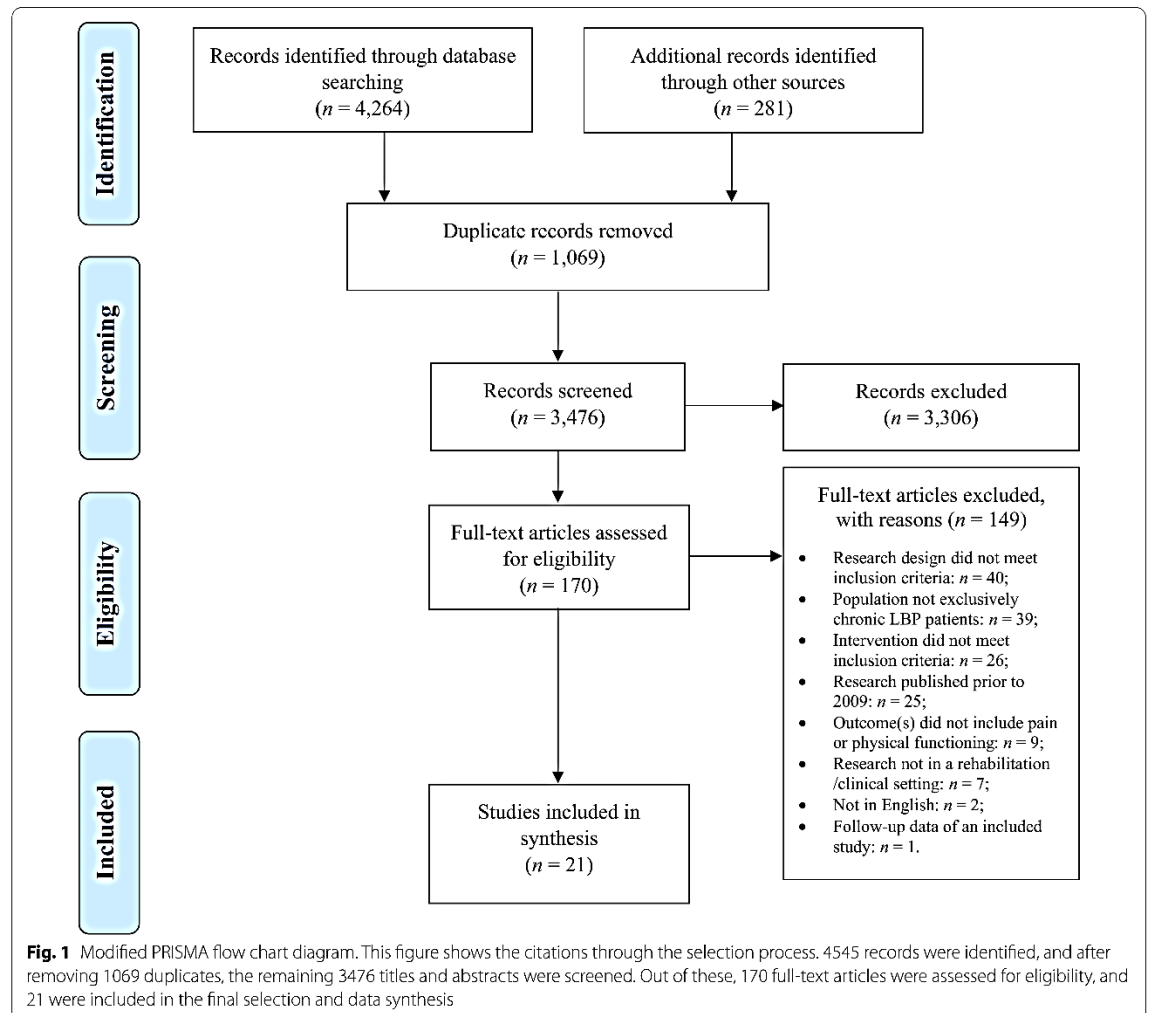 Identification
Records identified through database
searching
(n = 4,264)
Additional records identified
through other sources
(n = 281)
Duplicate records removed
(n = 1,069)
Screening
Records screened
(n = 3,476)
Records excluded
(n = 3,306)
Eligibility
Full-text articles assessed
for eligibility
(n = 170)
Full-text articles excluded,
with reasons (n = 149)
• Research design did not meet
inclusion criteria: n = 40;
• Population not exclusively
chronic LBP patients: n = 39;
• Intervention did not meet
inclusion criteria: n = 26;
• Research published prior to
2009: n = 25;
• Outcome(s) did not include pain
or physical functioning: n = 9;
• Research not in a rehabilitation
/clinical setting: n = 7;
• Not in English: n = 2;
• Follow-up data of an included
study: n = 1.
Included
Studies included in
synthesis
(n = 21)
Fig. 1 Modified PRISMA flow chart diagram. This figure shows the citations through the selection process. 4545 records were identified, and after
removing 1069 duplicates, the remaining 3476 titles and abstracts were screened. Out of these, 170 full-text articles were assessed for eligibility, and
21 were included in the final selection and data synthesis